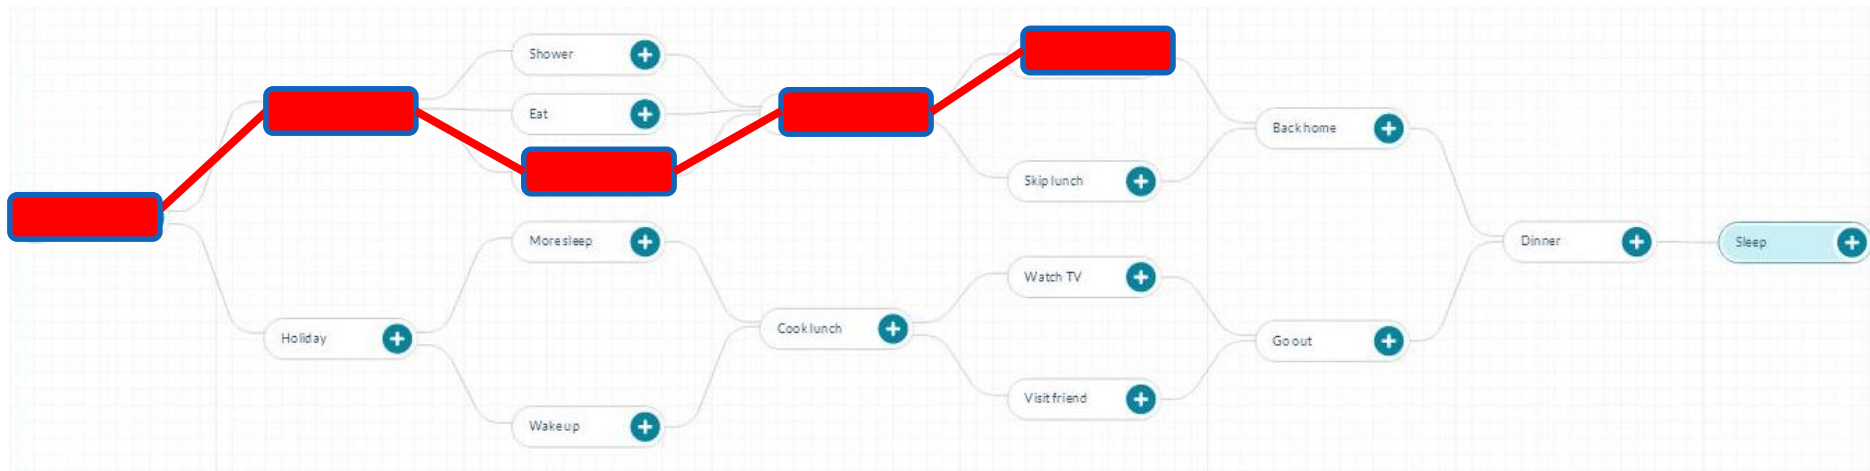 Shower
Eat
Skip lunch
Back home
More sleep
Watch TV
Dinner
Sleep
Holiday
Cook lunch
Go out
Visit friend
Wake up